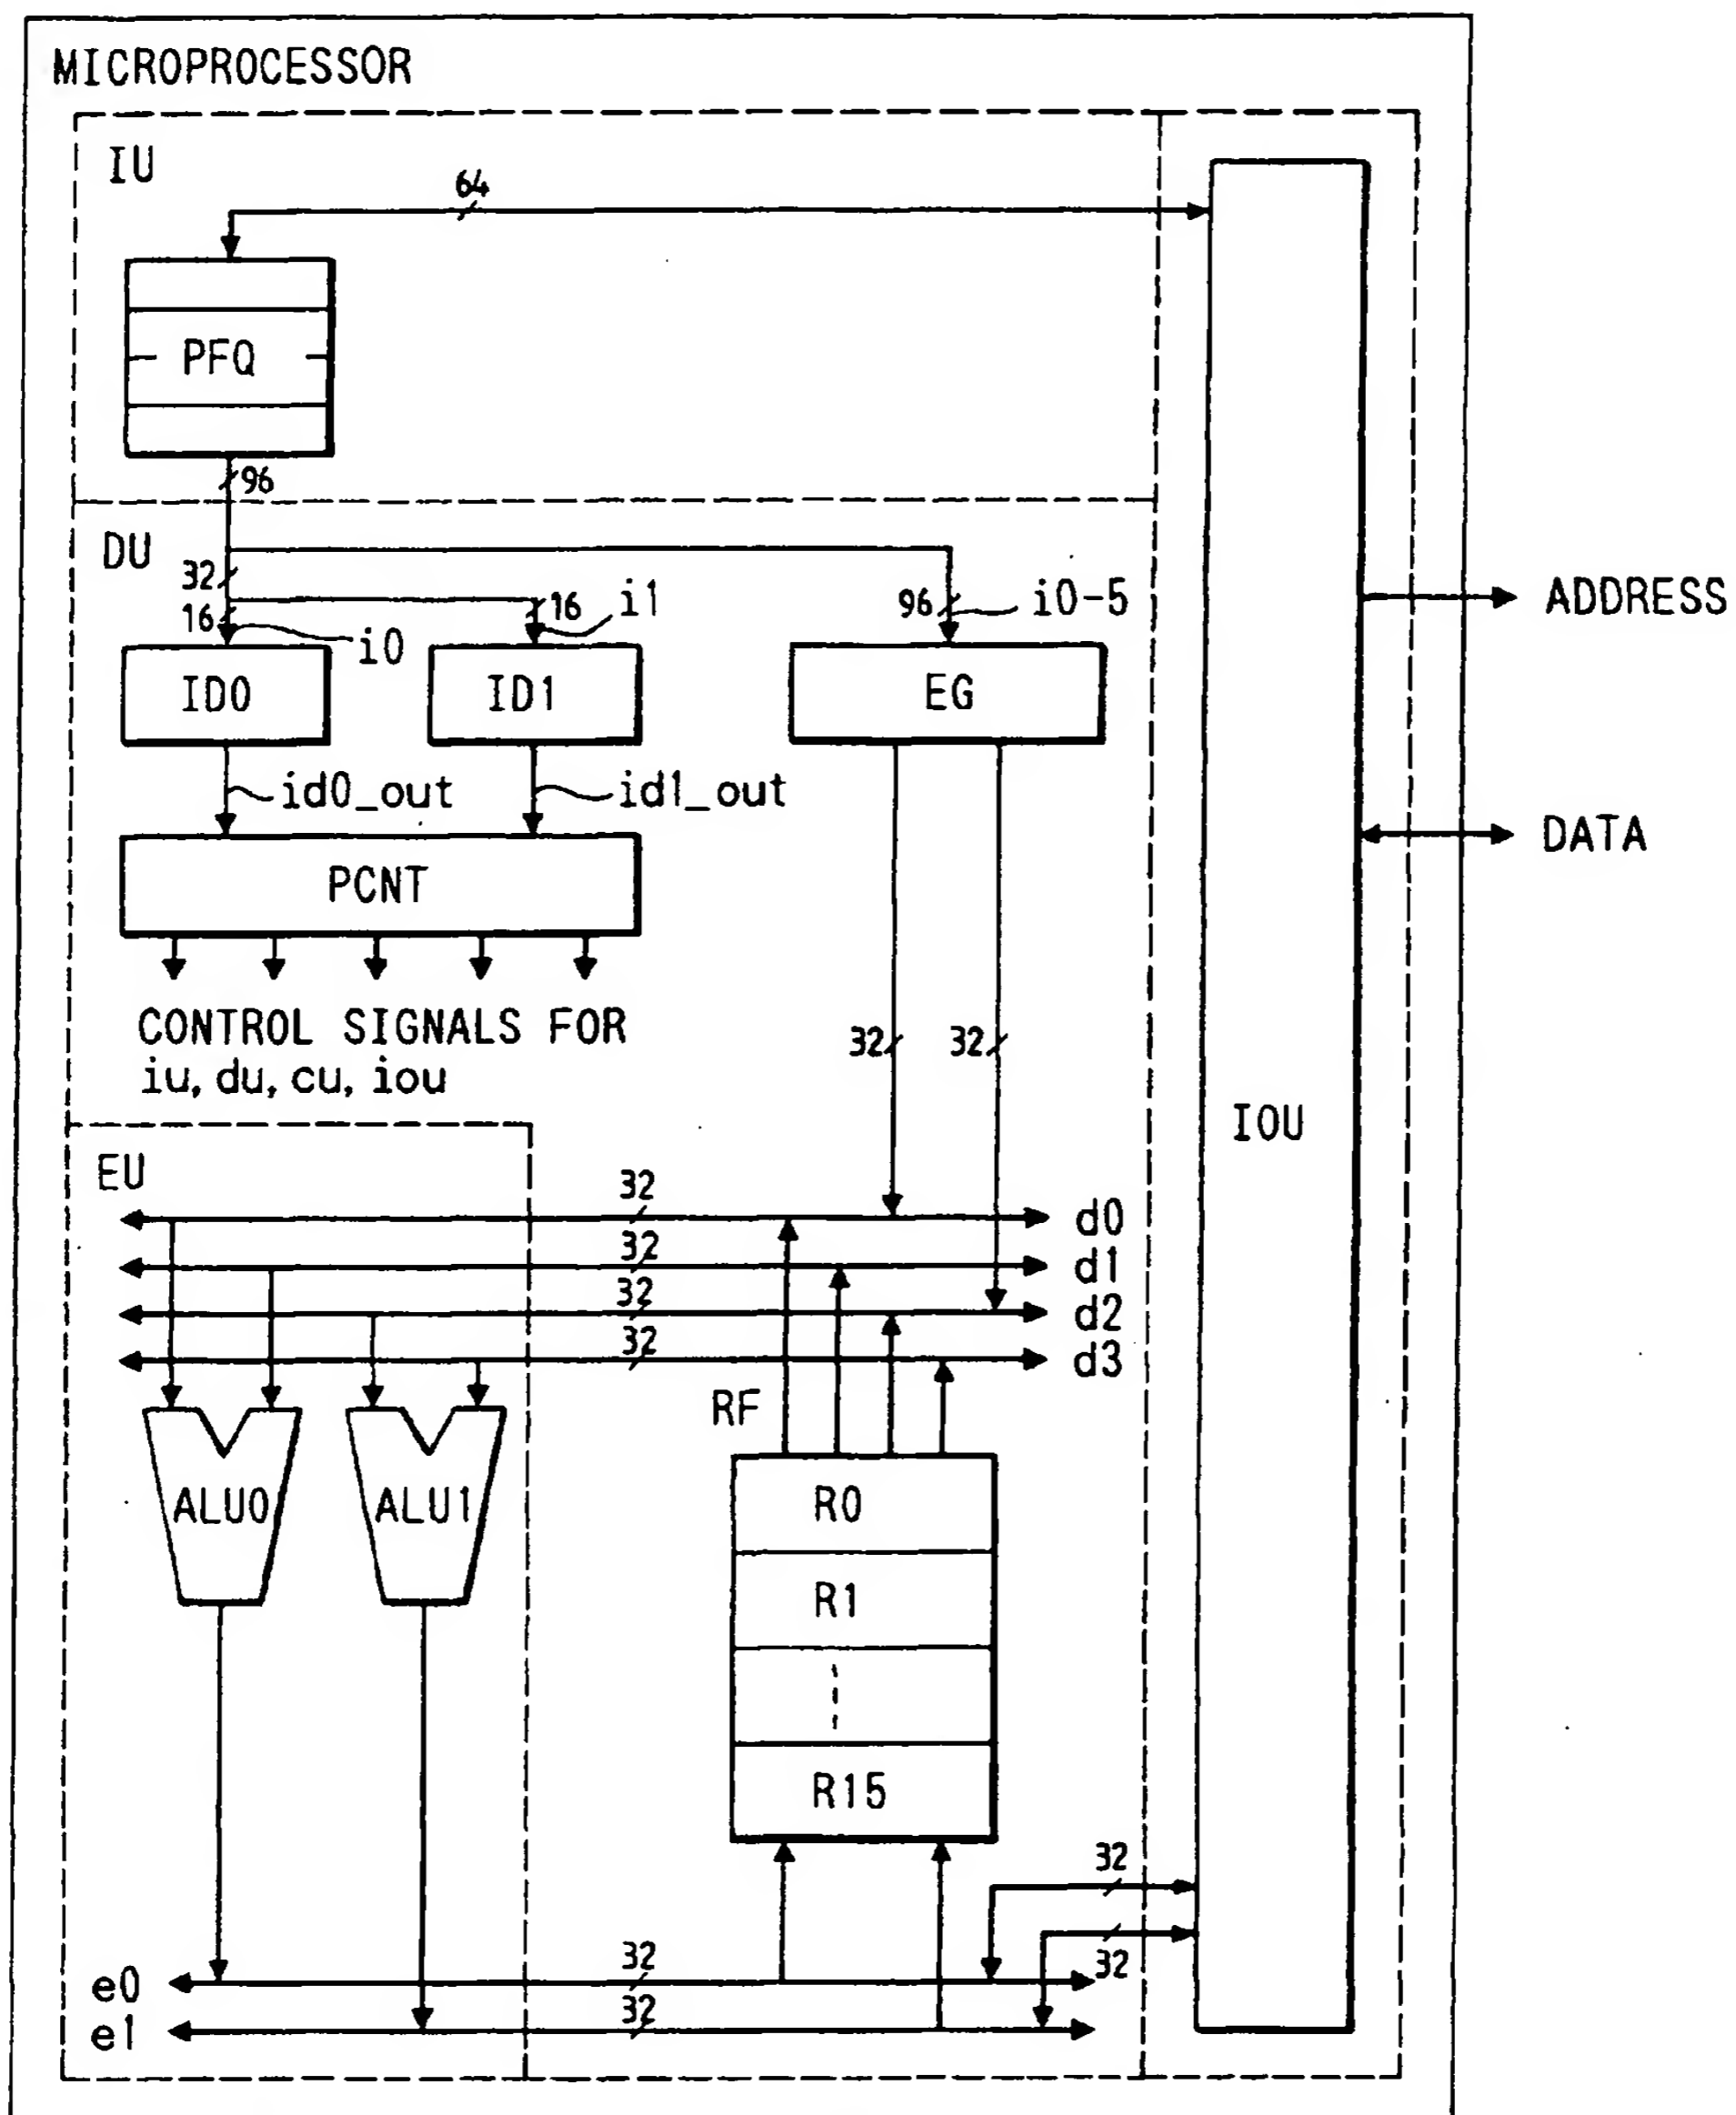 MICROPROCESSOR
IU
64
PFQ
96
DU
32
16
i0
16
i1
96
i0-5
ADDRESS
ID0
ID1
EG
id0_out
id1_out
DATA
PCNT
CONTROL SIGNALS FOR
iu, du, cu, iou
32
32
IOU
EU
32
d0
32
d1
32
d2
32
d3
RF
ALU0
ALU1
R0
R1
R15
32
32
e0
32
e1
32